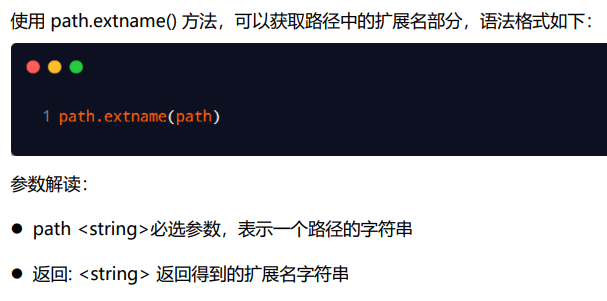 使用 path.extname() 方法，可以获取路径中的扩展名部分，语法格式如下：
1 path.extname(path)
参数解读：
● path <string>必选参数，表示一个路径的字符串
● 返回: <string> 返回得到的扩展名字符串